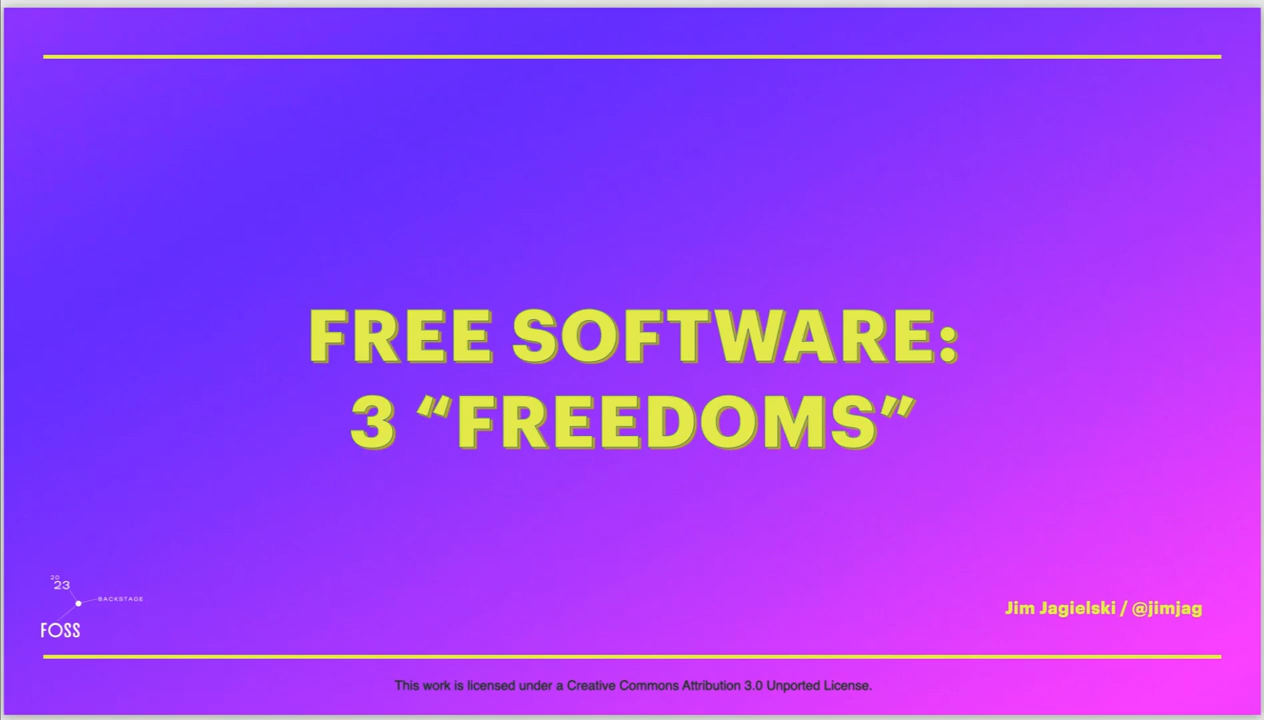 FREE SOFTWARE:
3 “FREEDOMS”
20
23
BACKSTAGE
FOSS
Jim Jagielski / @jimjag
This work is licensed under a Creative Commons Attribution 3.0 Unported License.